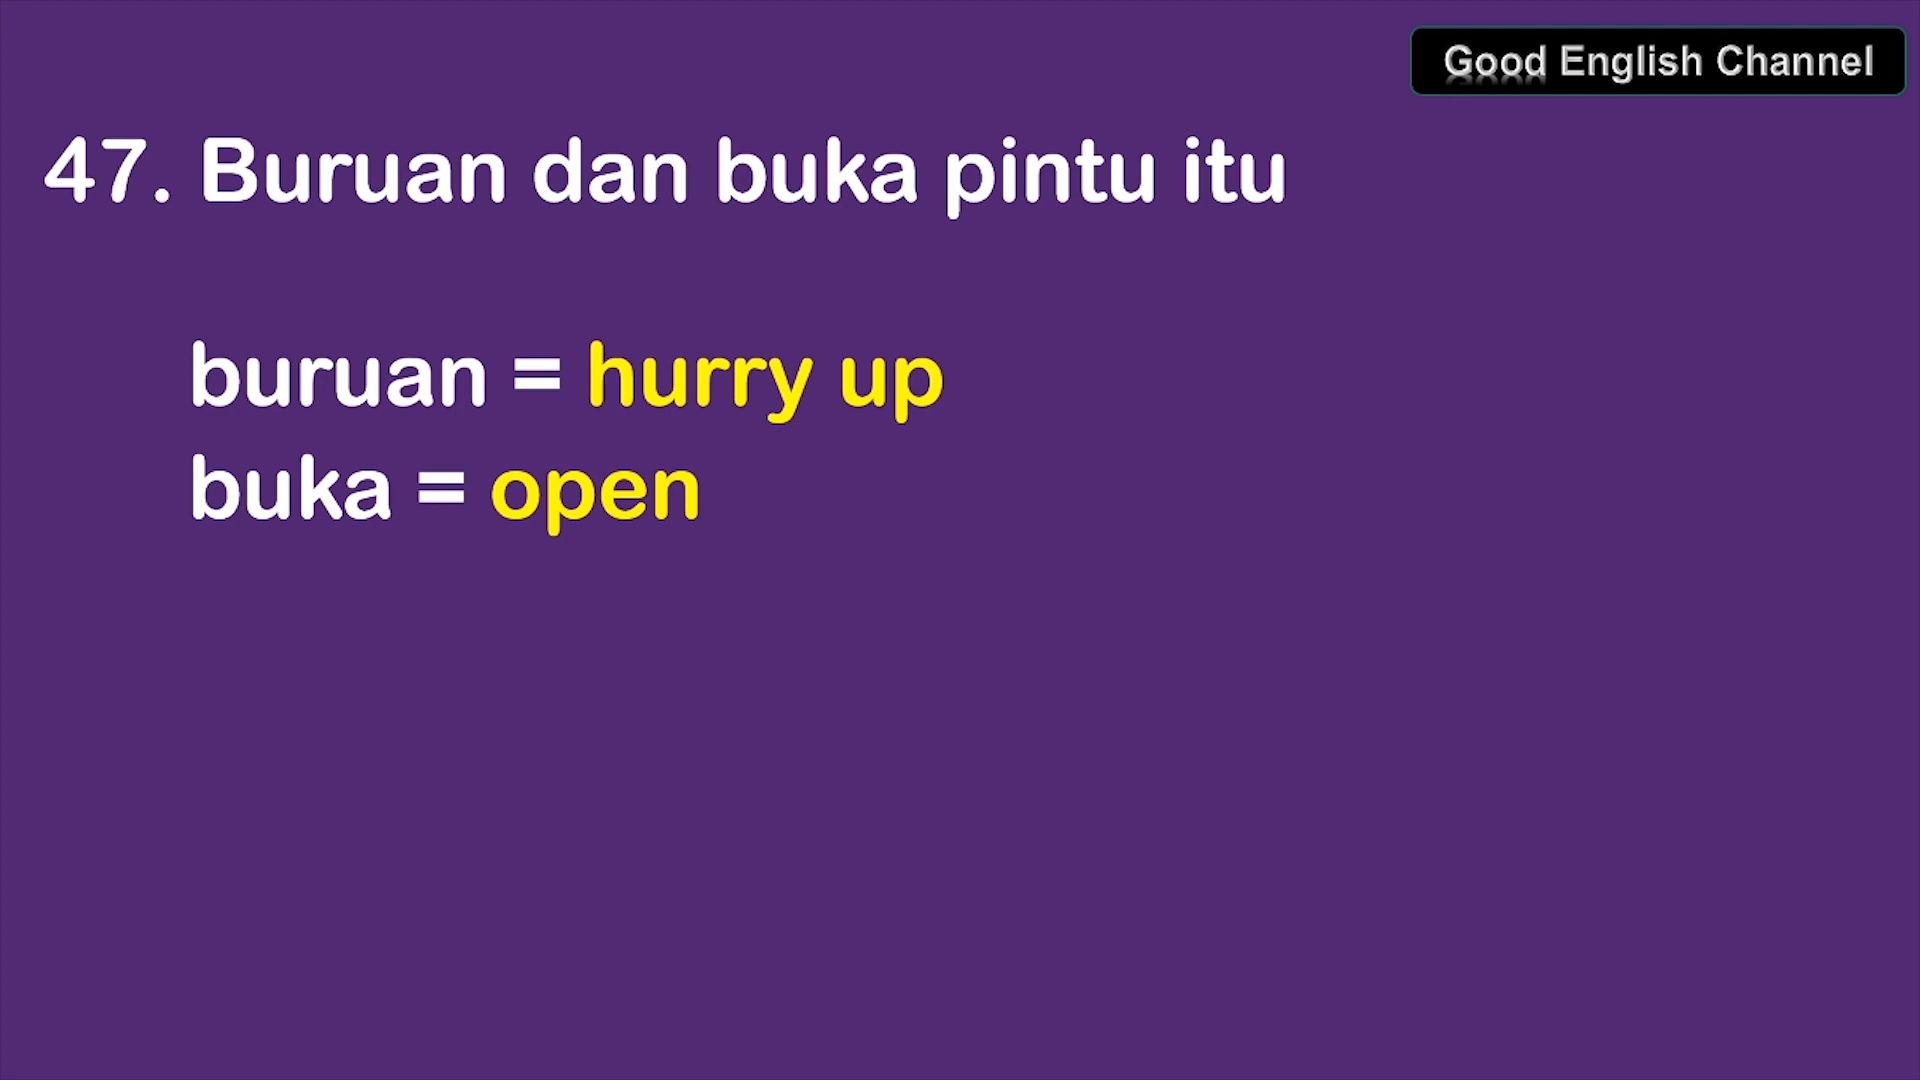 Good English Channel
47. Buruan dan buka pintu itu
buruan = hurry up
buka = open